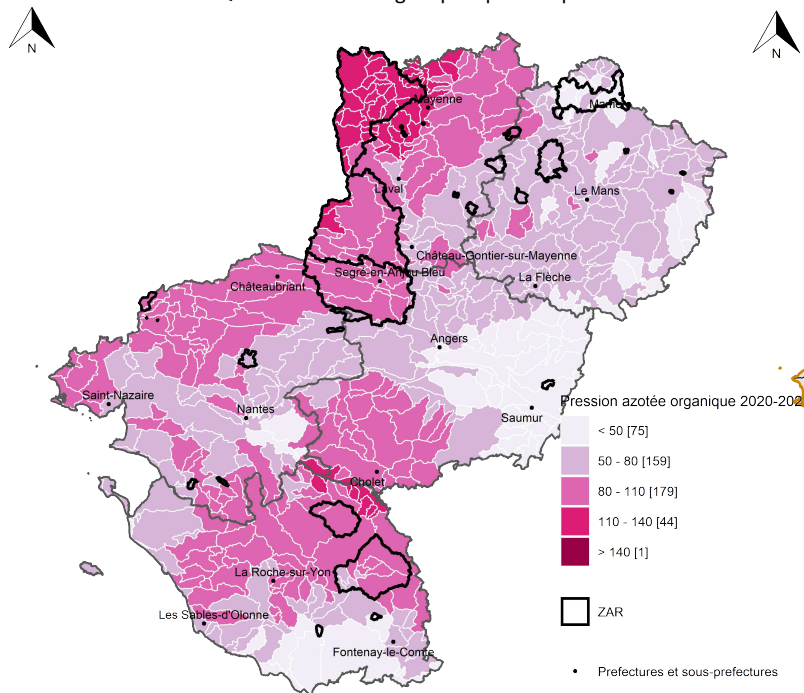 N
N
Mayenne
Mamers
Laval
Le Mans
Château-Gontier-sur-Mayenne
Segré-en-Anjou Bleu
La Flèche
Châteaubriant
Angers
Saint-Nazaire
Nantes
Saumur
Pression azotée organique 2020-202
< 50 [75]
50 - 80 [159]
80 - 110 [179]
110 - 140 [44]
> 140 [1]
Cholet
La Roche-sur-Yon
ZAR
Les Sables-d'Olonne
Fontenay-le-Comte
Prefectures et sous-prefectures